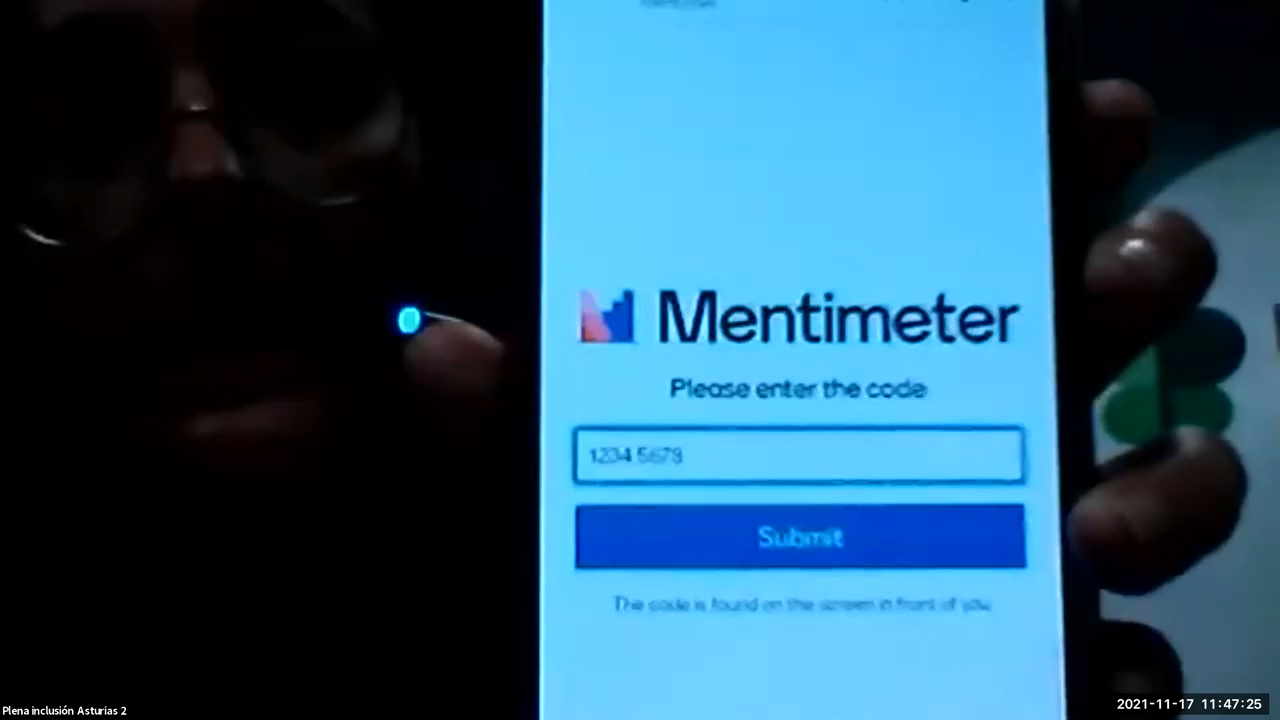 Mentimeter
Please enter the code
1234 5678
Submit
The code is found on the screen in front of you
Plena inclusión Asturias 2
2021-11-17 11:47:25